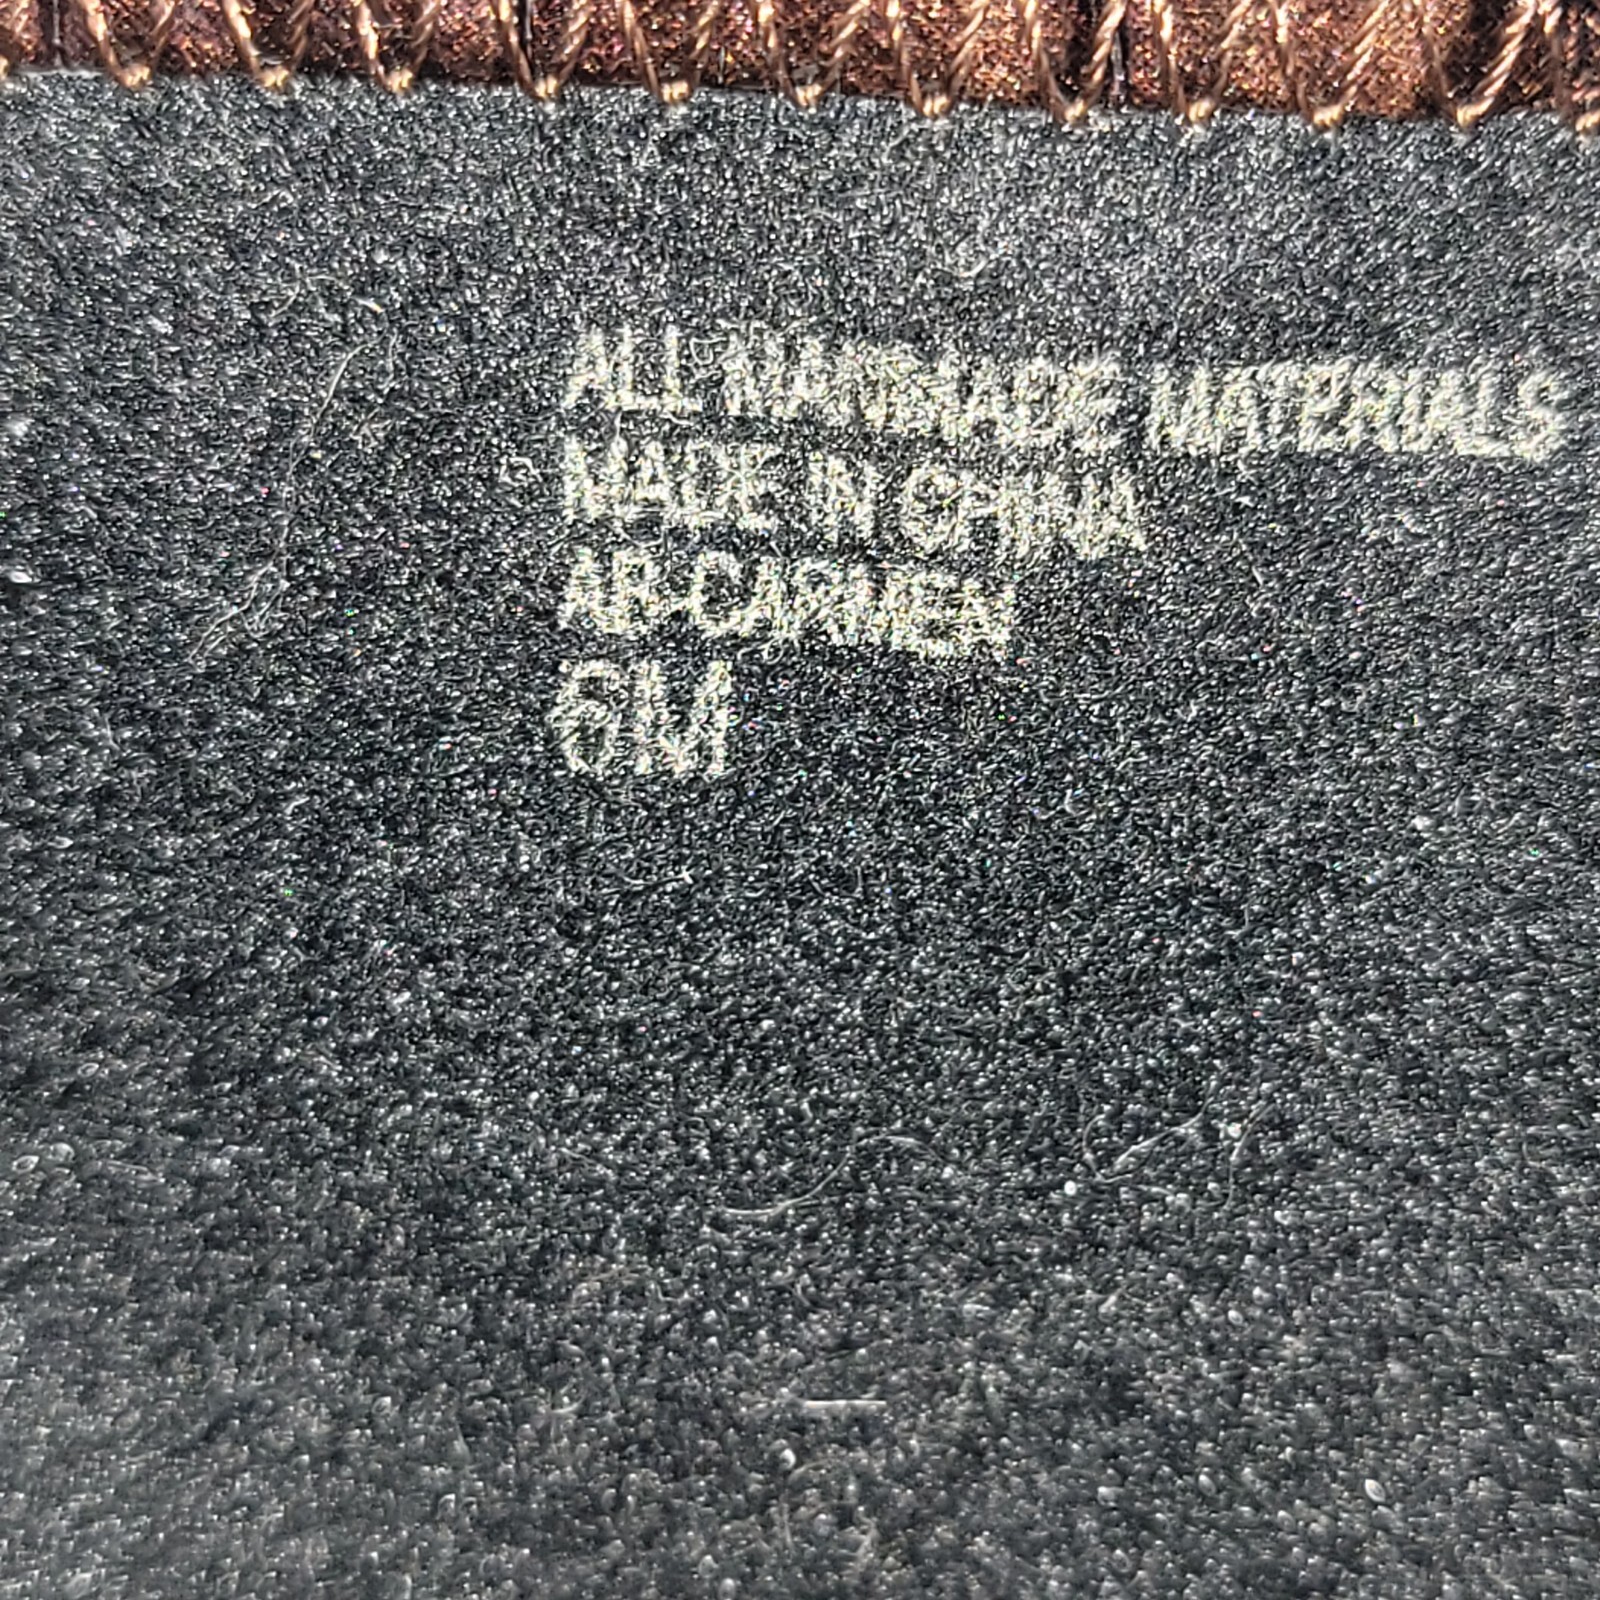 ALL MANMADE MATERIALS
MADE IN CHINA
AB-CARMEN
6M